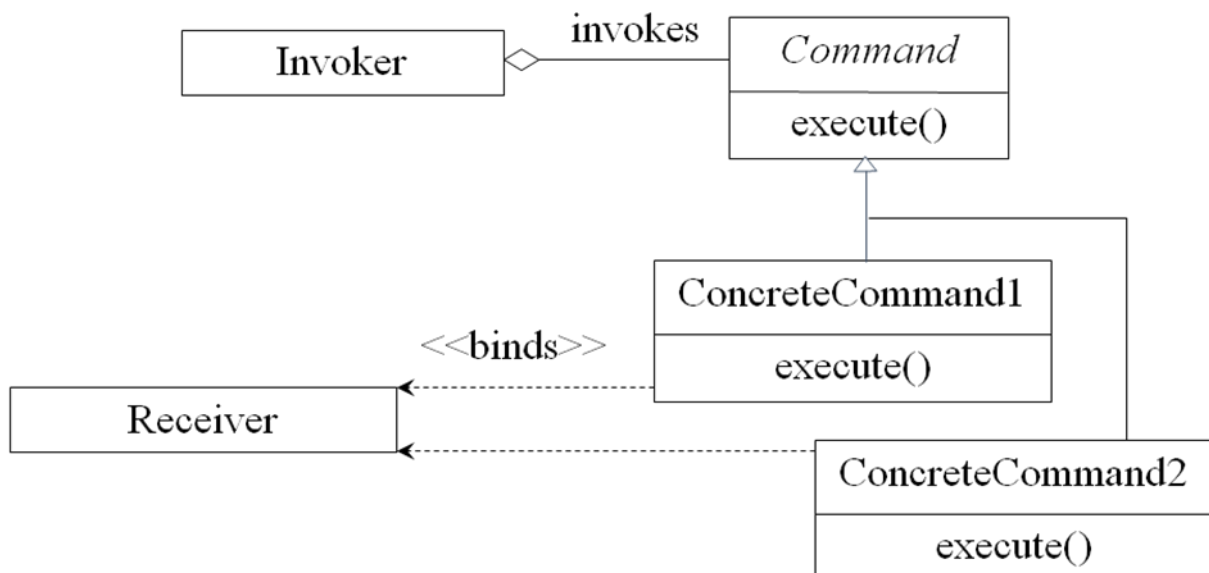 invokes
Invoker
Command
execute()
ConcreteCommand1
<<binds>>
execute()
Receiver
ConcreteCommand2
execute()